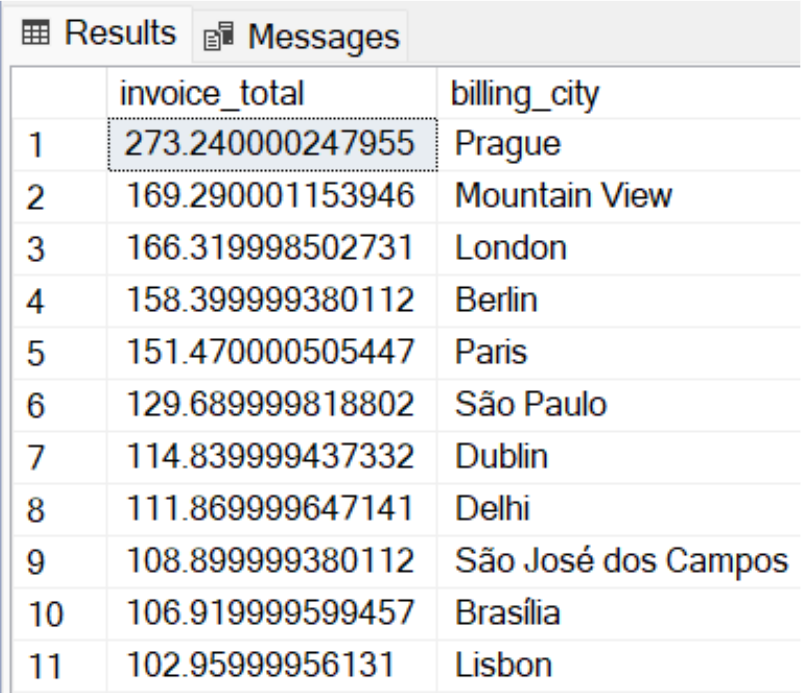 Results Messages
invoice_total billing_city
1 273.240000247955 Prague
2 169.290001153946 Mountain View
3 166.319998502731 London
4 158.399999380112 Berlin
5 151.470000505447 Paris
6 129.689999818802 São Paulo
7 114.839999437332 Dublin
8 111.869999647141 Delhi
9 108.899999380112 São José dos Campos
10 106.919999599457 Brasília
11 102.95999956131 Lisbon